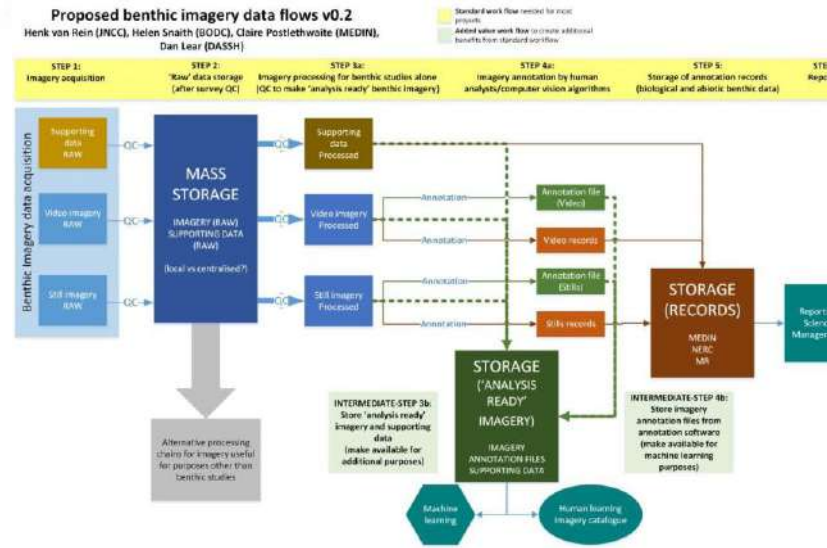 Proposed benthic imagery data flows v0.2
Henk van Rein (JNCC), Helen Snaith (BODC), Claire Postlethwaite (MEDIN),
Dan Lear (DASSH)
Standard work flow needed for most
projects
Added value work flow to create additional
benefits from standard workflow
STEP 1:
Imagery acquisition
STEP 2:
'Raw' data storage
(after survey QC)
STEP 3a:
Imagery processing for benthic studies alone
(QC to make 'analysis ready' benthic imagery)
STEP 4a:
Imagery annotation by human
analysts/computer vision algorithms
STEP 5:
Storage of annotation records
(biological and abiotic benthic data)
STE
Repo
Benthic imagery data acquisition
Supporting
data
RAW
QC
Video imagery
RAW
QC
Still imagery
RAW
QC
MASS
STORAGE
IMAGERY (RAW)
SUPPORTING DATA
(RAW)
(local vs centralised?)
QC
Supporting
data
Processed
QC
Video imagery
Processed
QC
Still imagery
Processed
Annotation
Annotation file
(Video)
Annotation
Video records
Annotation
Annotation file
(Stills)
Annotation
Stills records
STORAGE
(RECORDS)
MEDIN
NERC
MR
Reporti
Scienc
Manage
Alternative processing
chains for imagery useful
for purposes other than
benthic studies
INTERMEDIATE-STEP 3b:
Store 'analysis ready'
imagery and supporting
data
(make available for
additional purposes)
STORAGE
('ANALYSIS
READY'
IMAGERY)
IMAGERY
ANNOTATION FILES
SUPPORTING DATA
INTERMEDIATE-STEP 4b:
Store imagery
annotation files from
annotation software
(make available for
machine learning
purposes)
Machine
learning
Human learning
Imagery catalogue